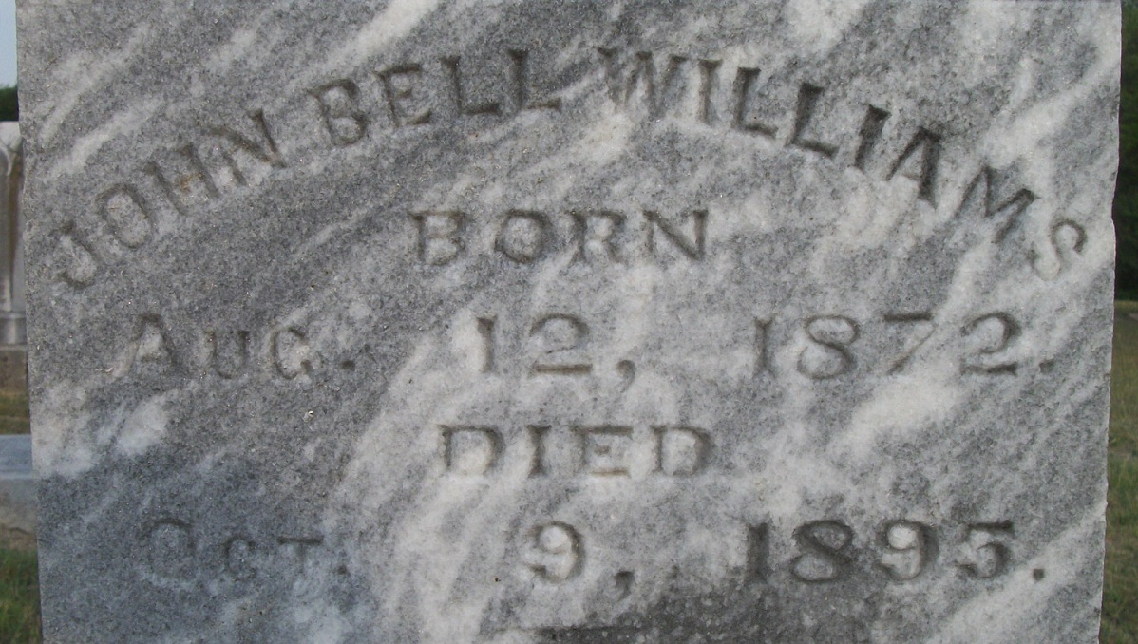 JOHN BELL WILLIAMS
BORN
AUG. 12, 1872.
DIED
OCT. 9, 1895.